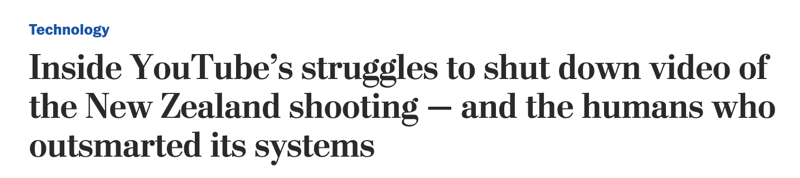 Technology
Inside YouTube’s struggles to shut down video of
the New Zealand shooting — and the humans who
outsmarted its systems